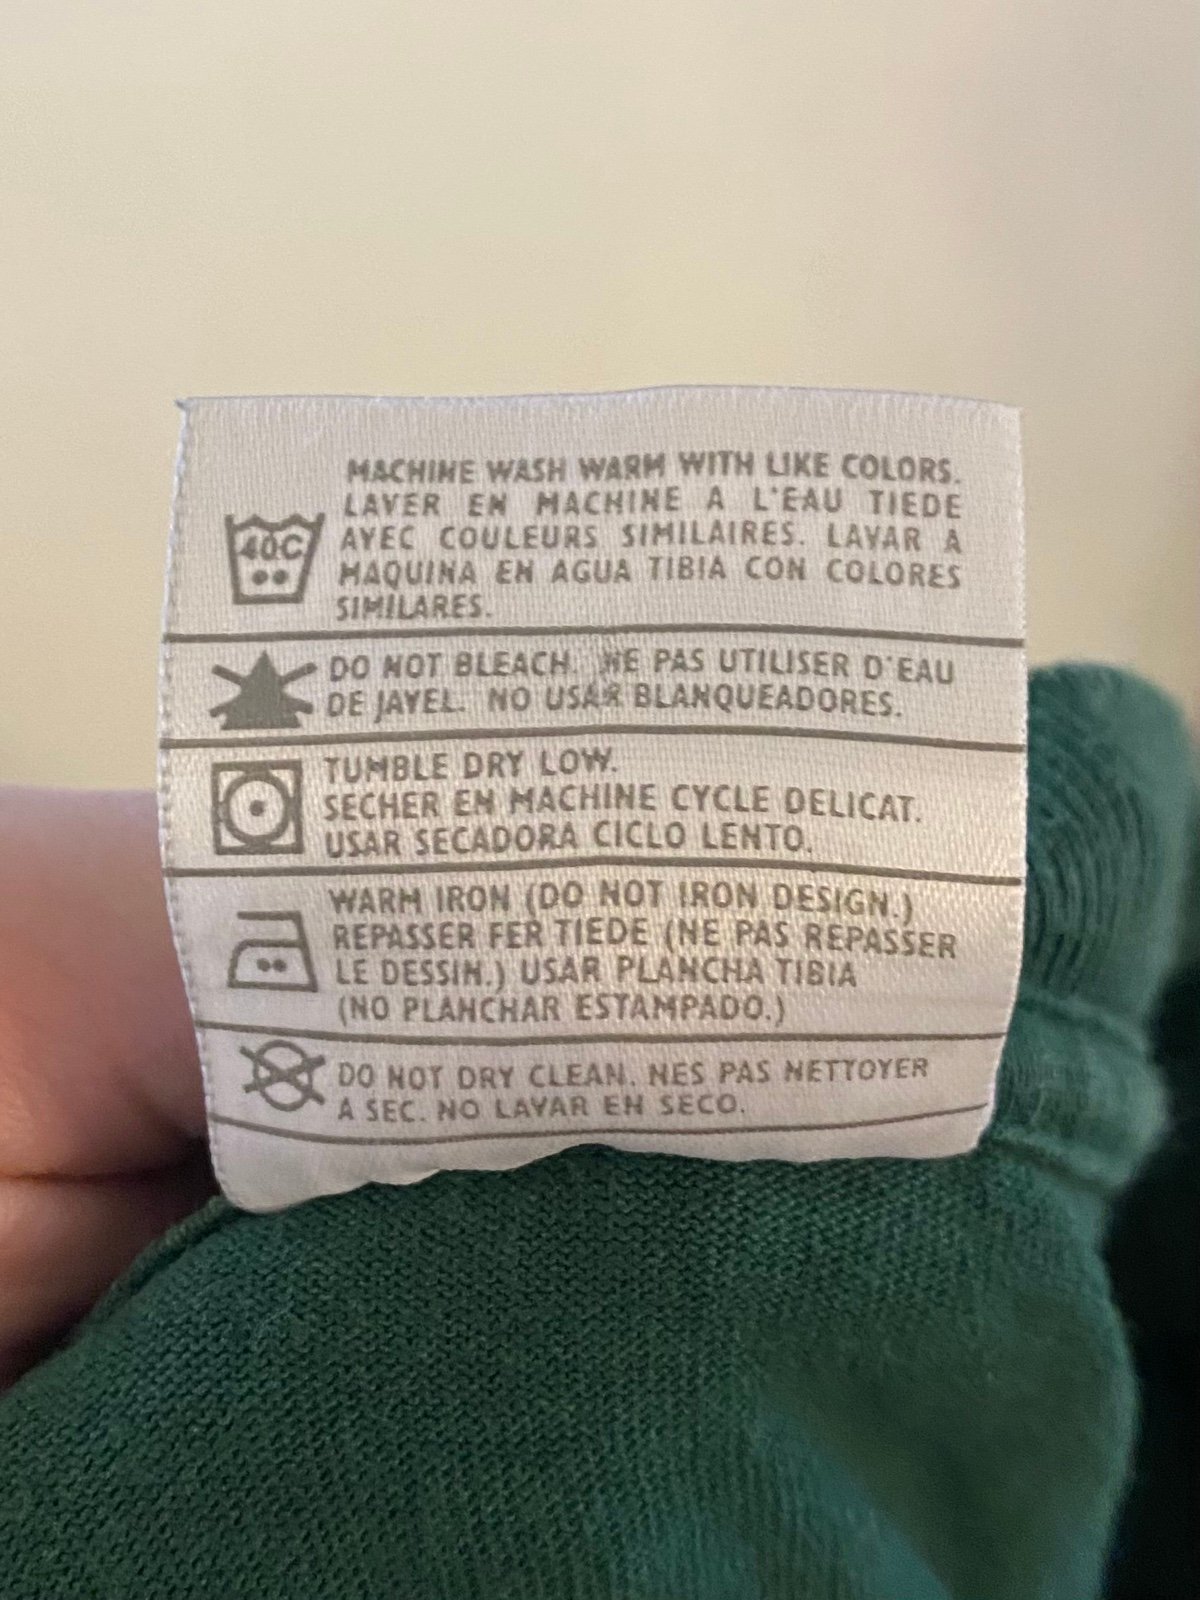 MACHINE WASH WARM WITH LIKE COLORS.
LAVER EN MACHINE A L'EAU TIEDE
40C
AVEC COULEURS SIMILAIRES. LAVAR A
MAQUINA EN AGUA TIBIA CON COLORES
SIMILARES.
DO NOT BLEACH. NE PAS UTILISER D'EAU
DE JAVEL. NO USAR BLANQUEADORES.
TUMBLE DRY LOW.
SECHER EN MACHINE CYCLE DELICAT.
USAR SECADORA CICLO LENTO.
WARM IRON (DO NOT IRON DESIGN.)
REPASSER FER TIEDE (NE PAS REPASSER
LE DESSIN.) USAR PLANCHA TIBIA
(NO PLANCHAR ESTAMPADO.)
DO NOT DRY CLEAN. NES PAS NETTOYER
A SEC. NO LAVAR EN SECO.